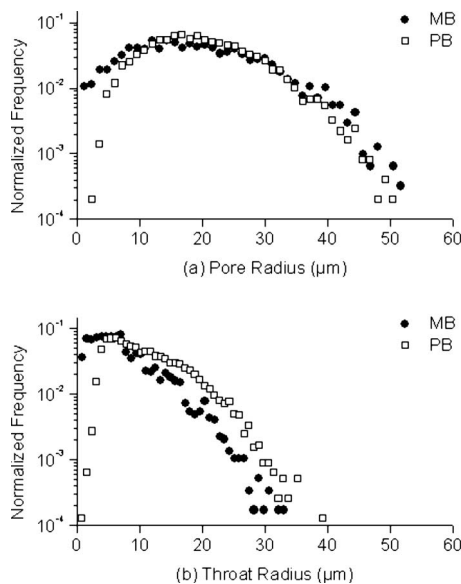 Normalized Frequency
10⁻¹
10⁻²
10⁻³
10⁻⁴
MB
PB
0 10 20 30 40 50 60
(a) Pore Radius (µm)
Normalized Frequency
10⁻¹
10⁻²
10⁻³
10⁻⁴
MB
PB
0 10 20 30 40 50 60
(b) Throat Radius (µm)